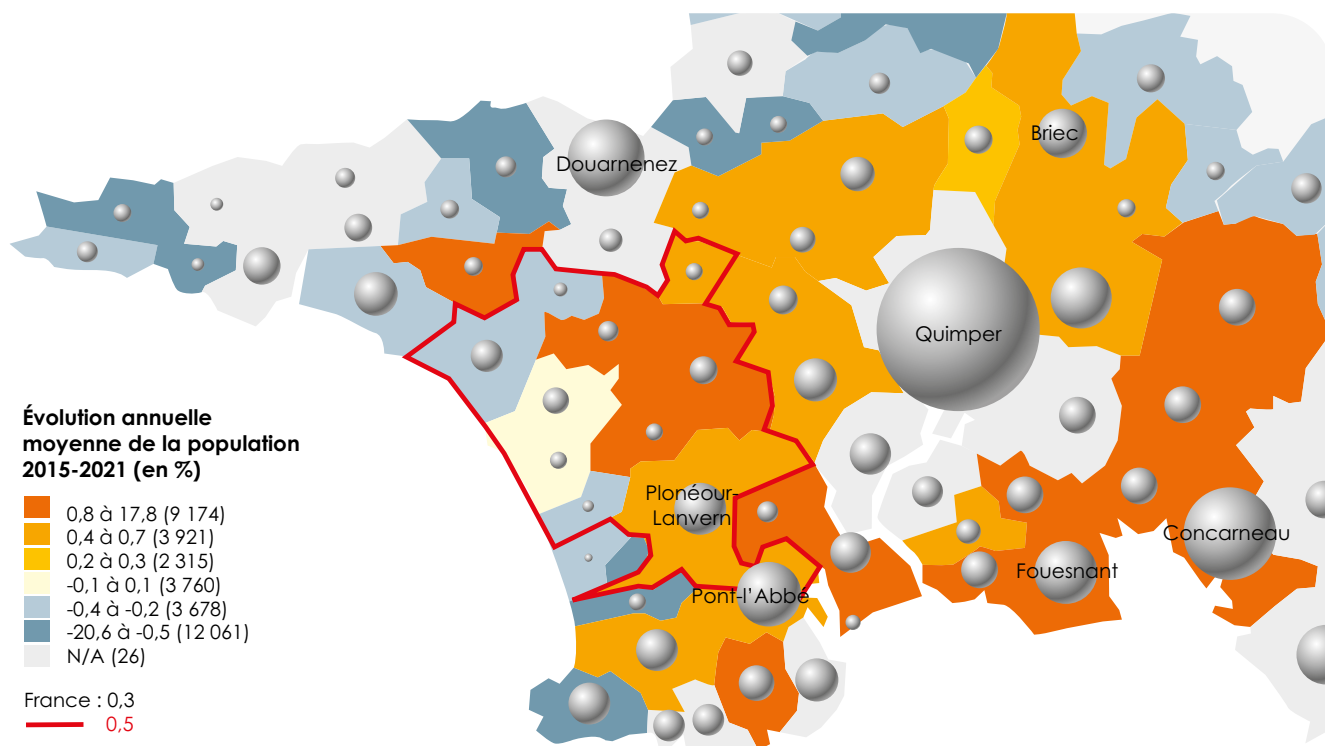 Briec
Douarnenez
Quimper
Plonéour-
Lanvern
Concarneau
Fouesnant
Pont-l'Abbé
Évolution annuelle
moyenne de la population
2015-2021 (en %)
0,8 à 17,8 (9 174)
0,4 à 0,7 (3 921)
0,2 à 0,3 (2 315)
-0,1 à 0,1 (3 760)
-0,4 à -0,2 (3 678)
-20,6 à -0,5 (12 061)
N/A (26)
France : 0,3
0,5